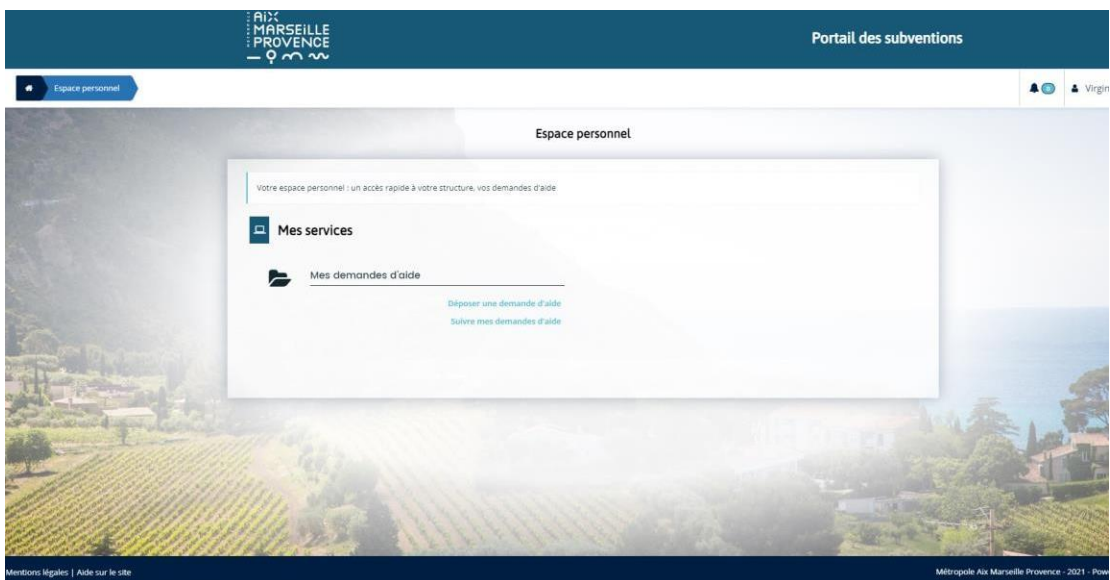 AiX
MARSEiLLE
PROVENCE
Portail des subventions
Espace personnel
Espace personnel
Votre espace personnel : un accès rapide à votre structure, vos demandes d'aide
Mes services
Mes demandes d'aide
Déposer une demande d'aide
Suivre mes demandes d'aide
Mentions légales | Aide sur le site
Métropole Aix Marseille Provence - 2021 -